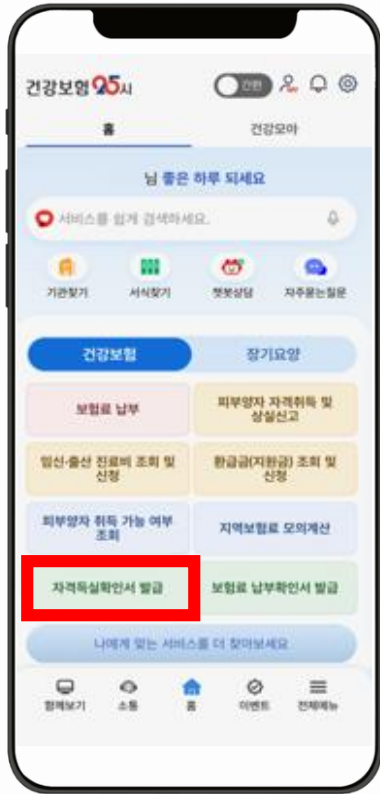 건강보험25시
간편
홈
건강모아
님 좋은 하루 되세요
서비스를 쉽게 검색하세요.
기관찾기
서식찾기
챗봇상담
자주묻는질문
건강보험
장기요양
보험료 납부
피부양자 자격취득 및
상실신고
임신·출산 진료비 조회 및
신청
환급금(지원금) 조회 및
신청
피부양자 취득 가능 여부
조회
지역보험료 모의계산
자격득실확인서 발급
보험료 납부확인서 발급
나에게 맞는 서비스를 더 찾아보세요
함께보기
소통
홈
이벤트
전체메뉴